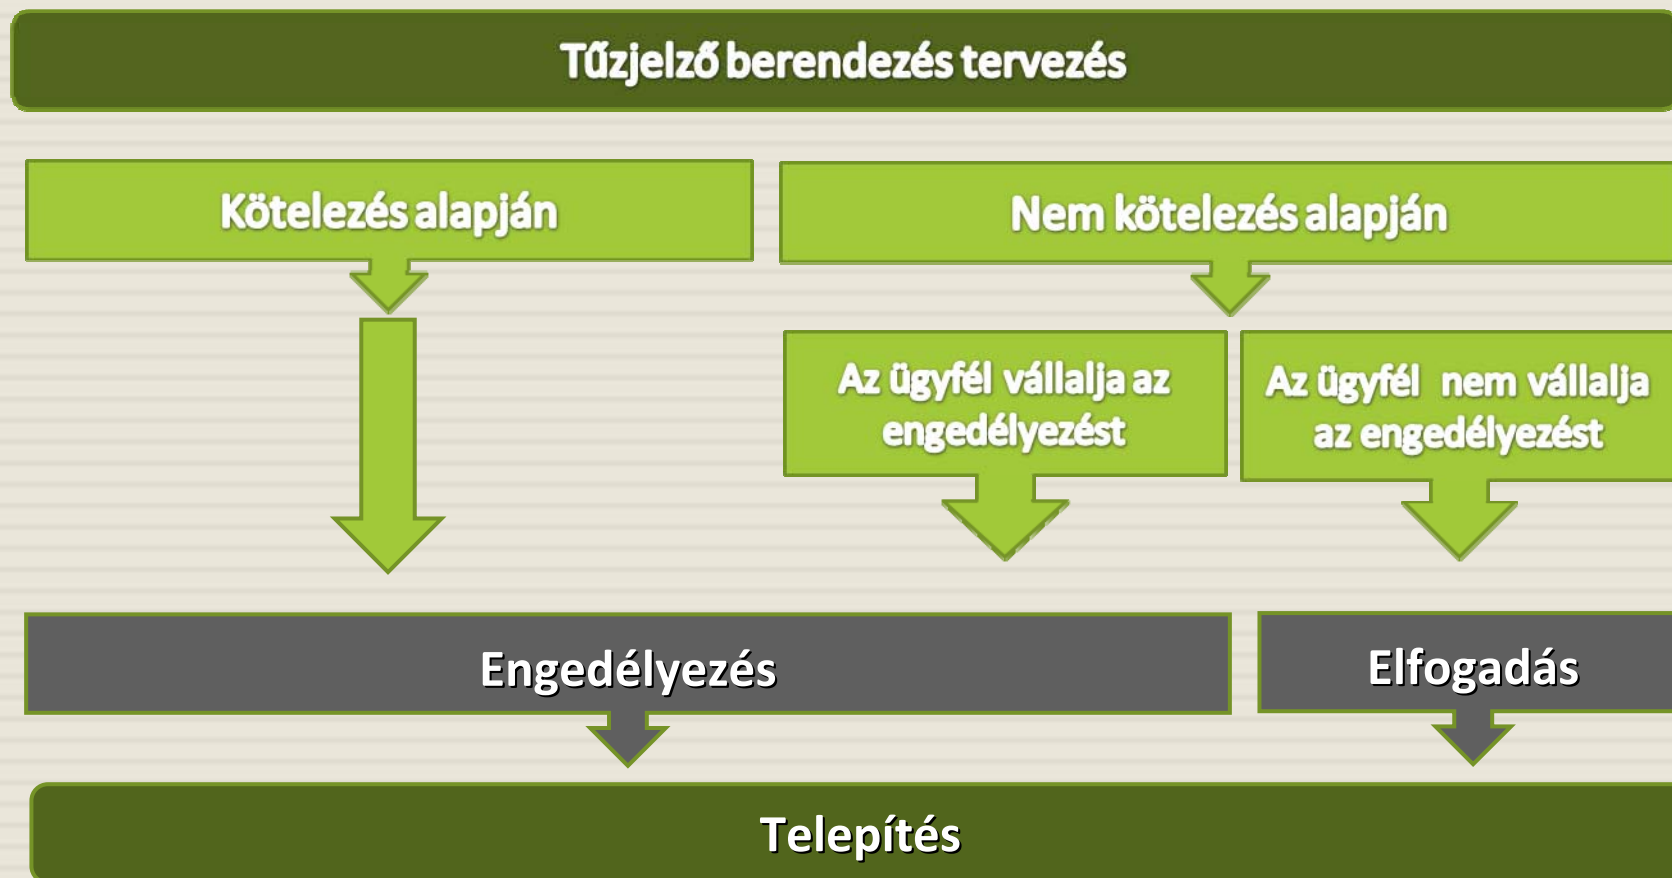 Tűzjelző berendezés tervezés
Kötelezés alapján
Nem kötelezés alapján
Az ügyfél vállalja az
engedélyezést
Az ügyfél nem vállalja
az engedélyezést
Engedélyezés
Elfogadás
Telepítés